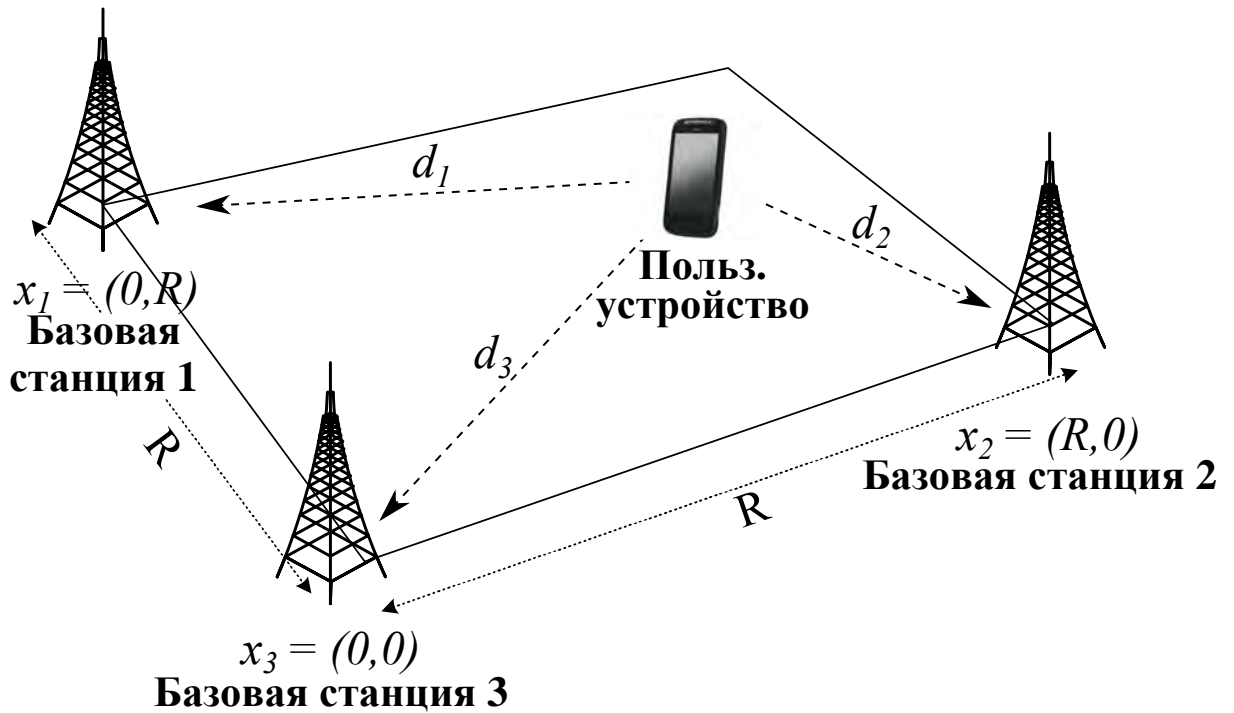 d₁
d₂
Польз.
устройство
x₁ = (0,R)
Базовая
станция 1
d₃
R
x₂ = (R,0)
Базовая станция 2
R
x₃ = (0,0)
Базовая станция 3